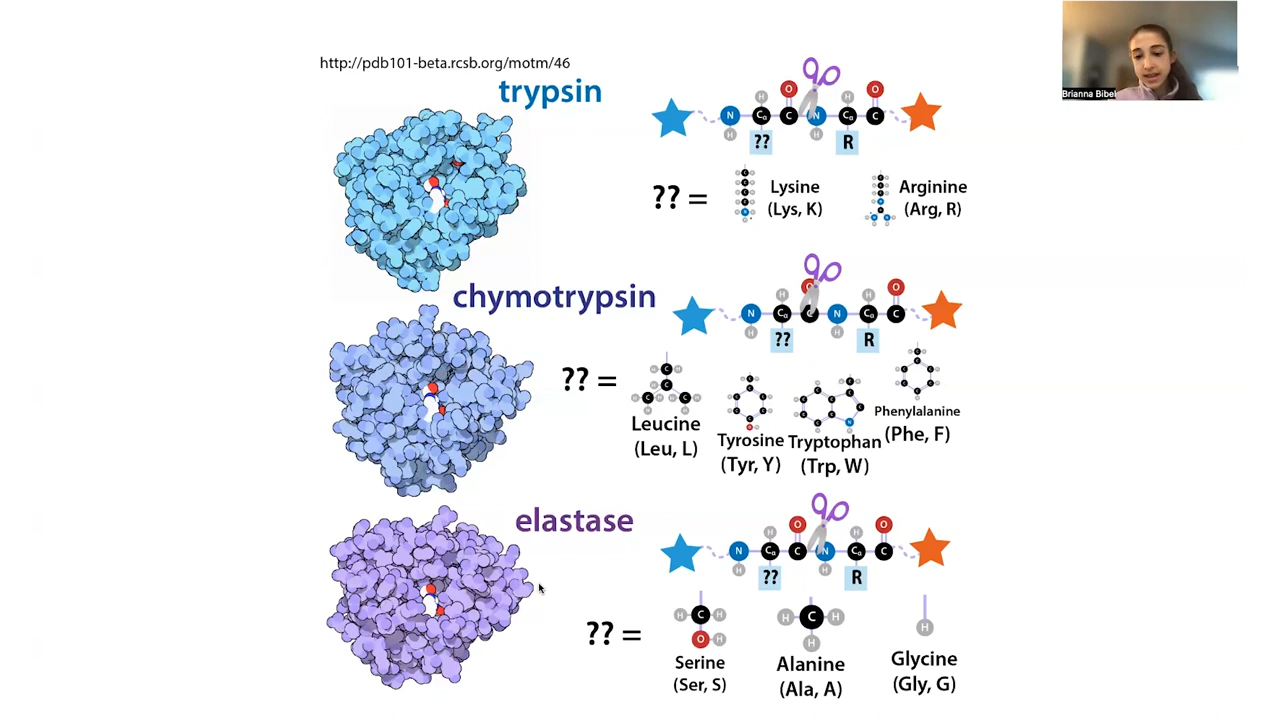 http://pdb101-beta.rcsb.org/motm/46
Brianna Bibel
trypsin
H O H O
N Cα C N Cα C
H ?? H R
?? =
Lysine
(Lys, K)
Arginine
(Arg, R)
chymotrypsin
H O H O
N Cα C N Cα C
H ?? H R
?? =
Leucine
(Leu, L)
Tyrosine
(Tyr, Y)
Tryptophan
(Trp, W)
Phenylalanine
(Phe, F)
elastase
H O H O
N Cα C N Cα C
H ?? H R
?? =
H C H
O H
Serine
(Ser, S)
H C H
H
Alanine
(Ala, A)
H
Glycine
(Gly, G)